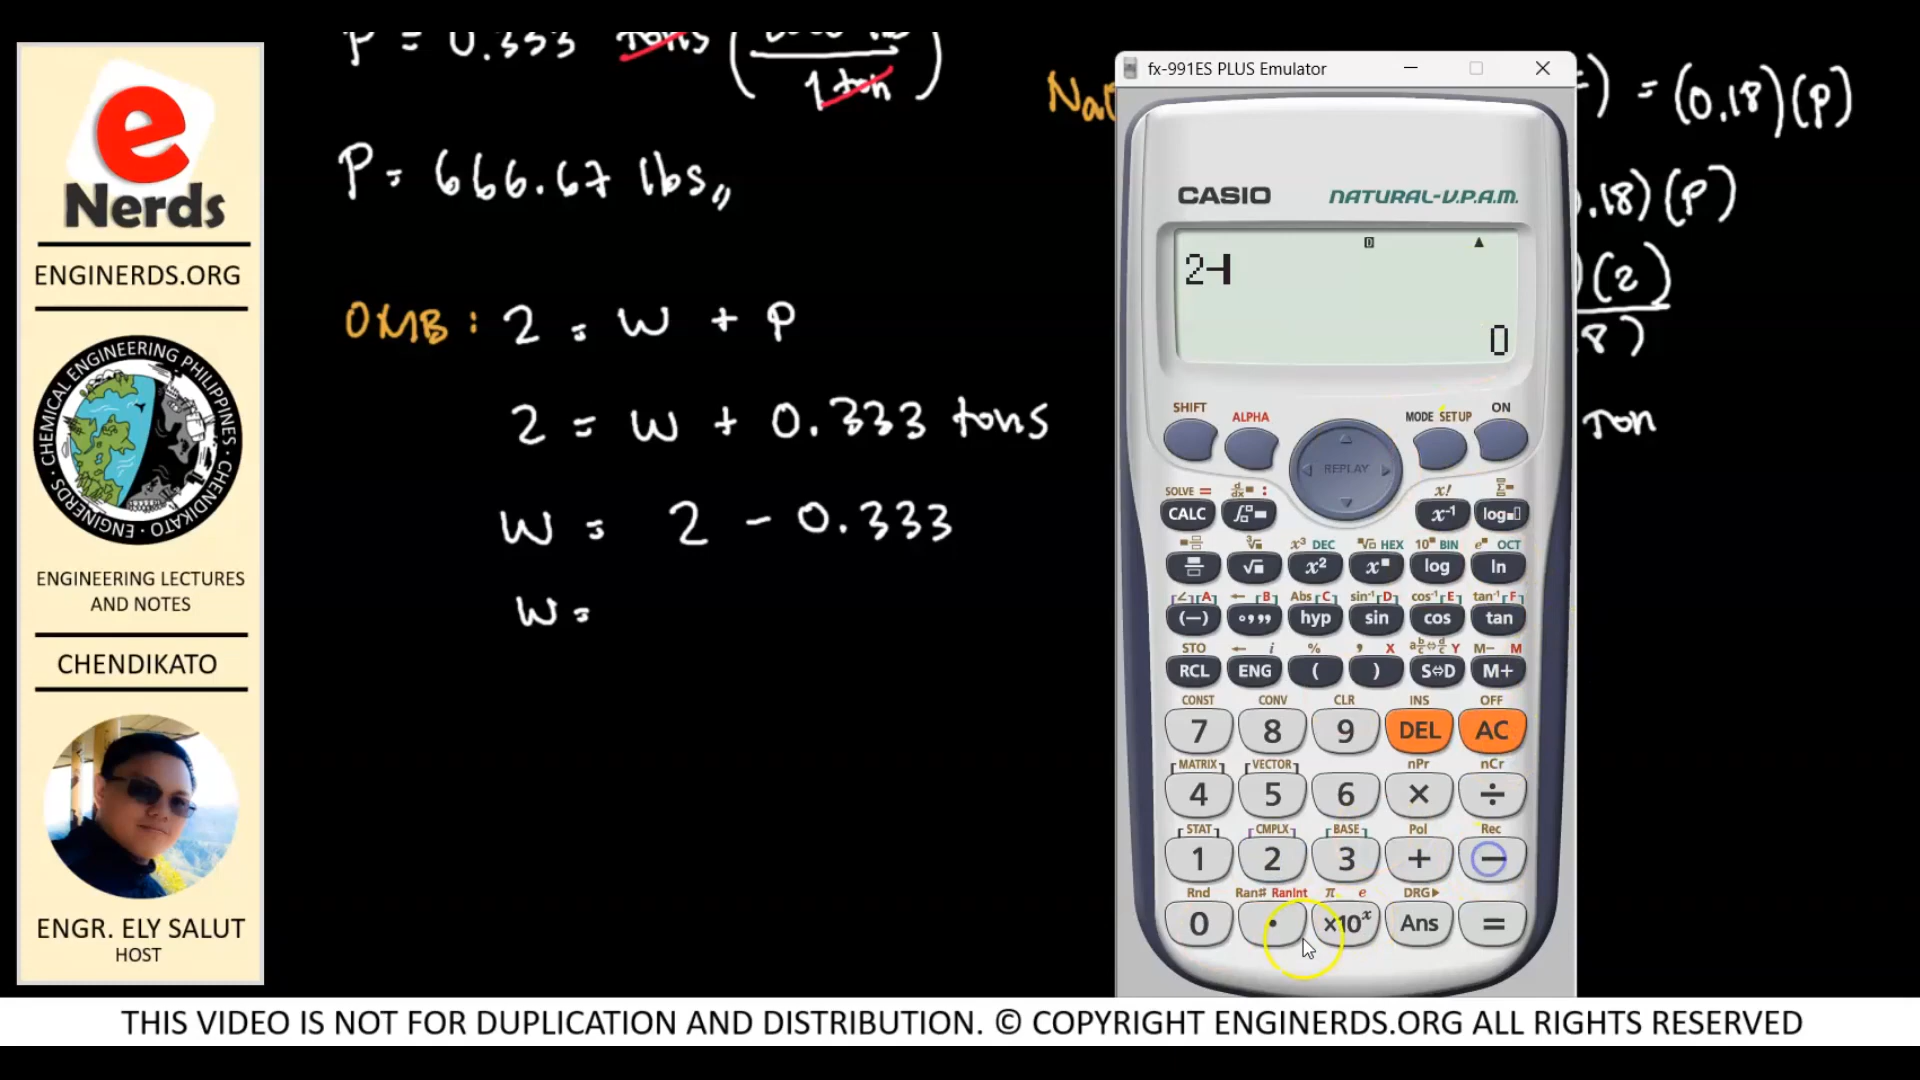 e
Nerds
ENGINERDS.ORG
CHEMICAL ENGINEERING PHILIPPINES
ENGINERDS · CHENDIKATO
ENGINEERING LECTURES
AND NOTES
CHENDIKATO
ENGR. ELY SALUT
HOST
P = 0.333 tons
1 ton
P = 666.67 lbs
OMB : 2 = W + P
2 = W + 0.333 tons
W = 2 - 0.333
W =
= (0.18)(P)
.18)(P)
(2)
8)
Ton
fx-991ES PLUS Emulator
CASIO NATURAL-V.P.A.M.
D
2-
0
SHIFT ALPHA MODE SETUP ON
REPLAY
SOLVE = d/dx : x! Σ
CALC ∫ x⁻¹ log
x³ DEC HEX 10 BIN e OCT
x² x■ log ln
∠ A ← B Abs C sin⁻¹ D cos⁻¹ E tan⁻¹ F
(−) °,,, hyp sin cos tan
STO ← i % , X a b/c⇔d/c Y M− M
RCL ENG ( ) S⇔D M+
CONST CONV CLR INS OFF
7 8 9 DEL AC
MATRIX VECTOR nPr nCr
4 5 6 × ÷
STAT CMPLX BASE Pol Rec
1 2 3 + −
Rnd Ran# RanInt π e DRG▶
0 · ×10ˣ Ans =
THIS VIDEO IS NOT FOR DUPLICATION AND DISTRIBUTION. © COPYRIGHT ENGINERDS.ORG ALL RIGHTS RESERVED